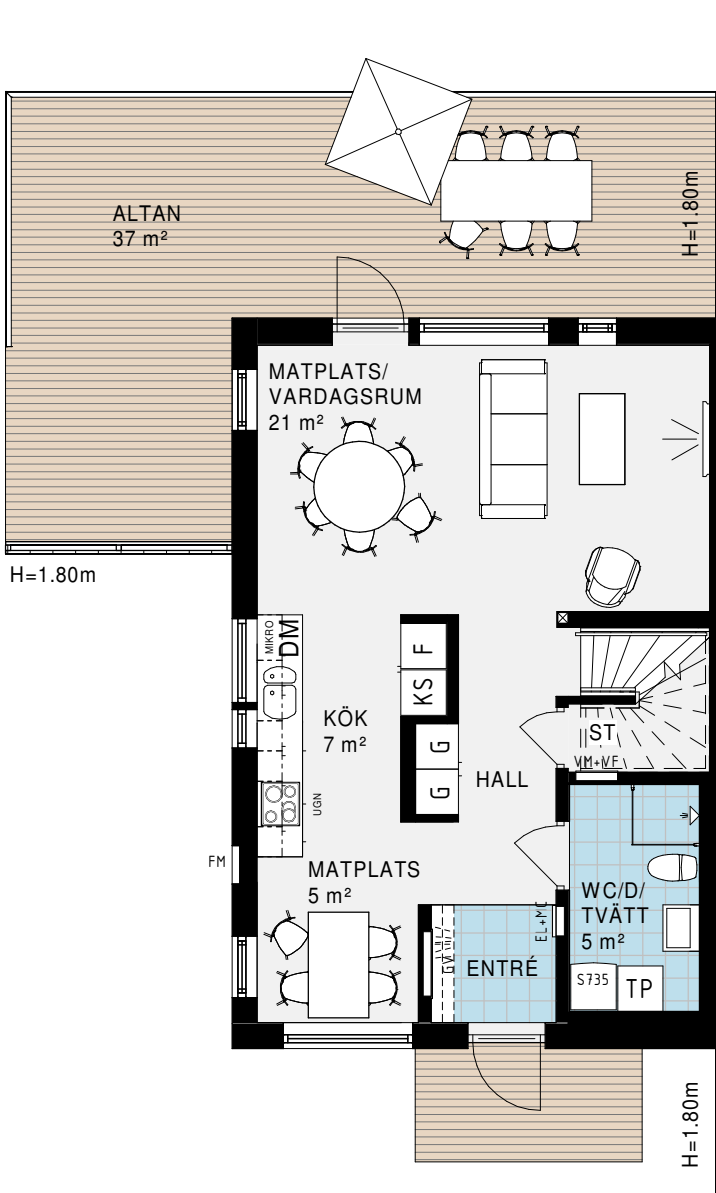 ALTAN
37 m²
H=1.80m
MATPLATS/
VARDAGSRUM
21 m²
H=1.80m
MIKRO
DM
F
KS
KÖK
7 m²
G
G
ST
VM+VF
HALL
UGN
FM
MATPLATS
5 m²
WC/D/
TVÄTT
5 m²
EL+MC
GV
ENTRÉ
S735
TP
H=1.80m